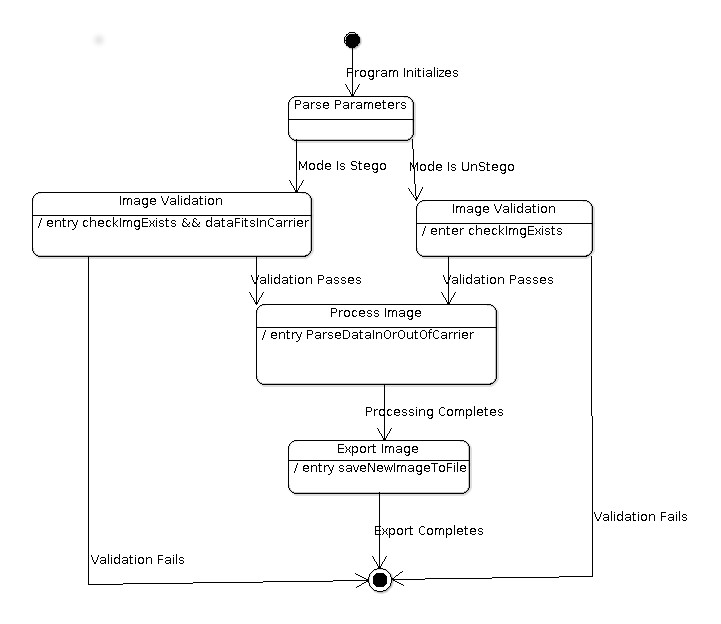 Program Initializes
Parse Parameters
Mode Is Stego
Mode Is UnStego
Image Validation
/ entry checkImgExists && dataFitsInCarrier
Image Validation
/ enter checkImgExists
Validation Passes
Validation Passes
Process Image
/ entry ParseDataInOrOutOfCarrier
Processing Completes
Export Image
/ entry saveNewImageToFile
Validation Fails
Export Completes
Validation Fails